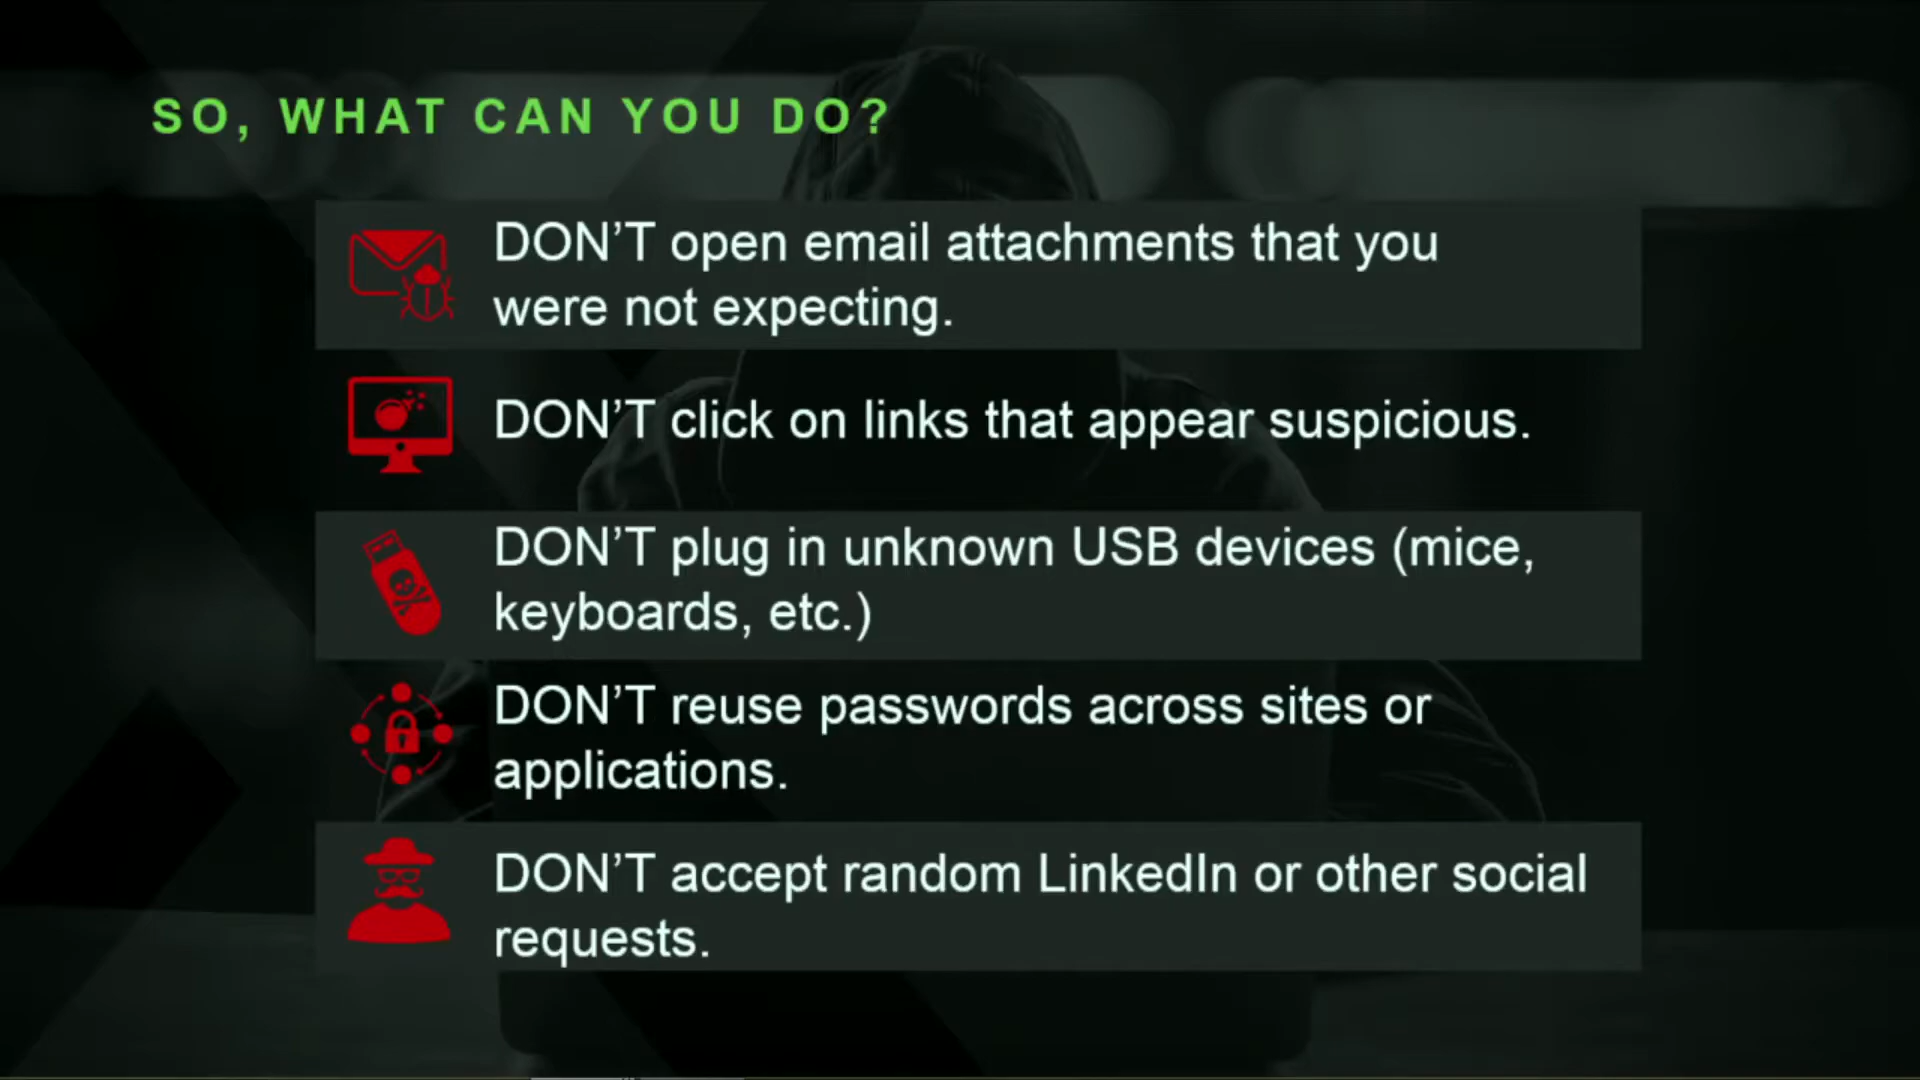 SO, WHAT CAN YOU DO?
DON’T open email attachments that you
were not expecting.
DON’T click on links that appear suspicious.
DON’T plug in unknown USB devices (mice,
keyboards, etc.)
DON’T reuse passwords across sites or
applications.
DON’T accept random LinkedIn or other social
requests.